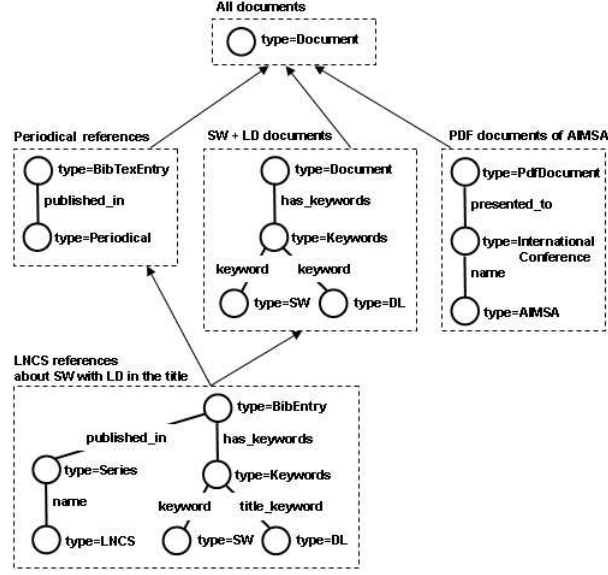 All documents
type=Document
Periodical references
type=BibTexEntry
published_in
type=Periodical
SW + LD documents
type=Document
has_keywords
type=Keywords
keyword keyword
type=SW type=DL
PDF documents of AIMSA
type=PdfDocument
presented_to
type=International
Conference
name
type=AIMSA
LNCS references
about SW with LD in the title
type=BibEntry
published_in
has_keywords
type=Series
type=Keywords
name
keyword title_keyword
type=LNCS type=SW type=DL